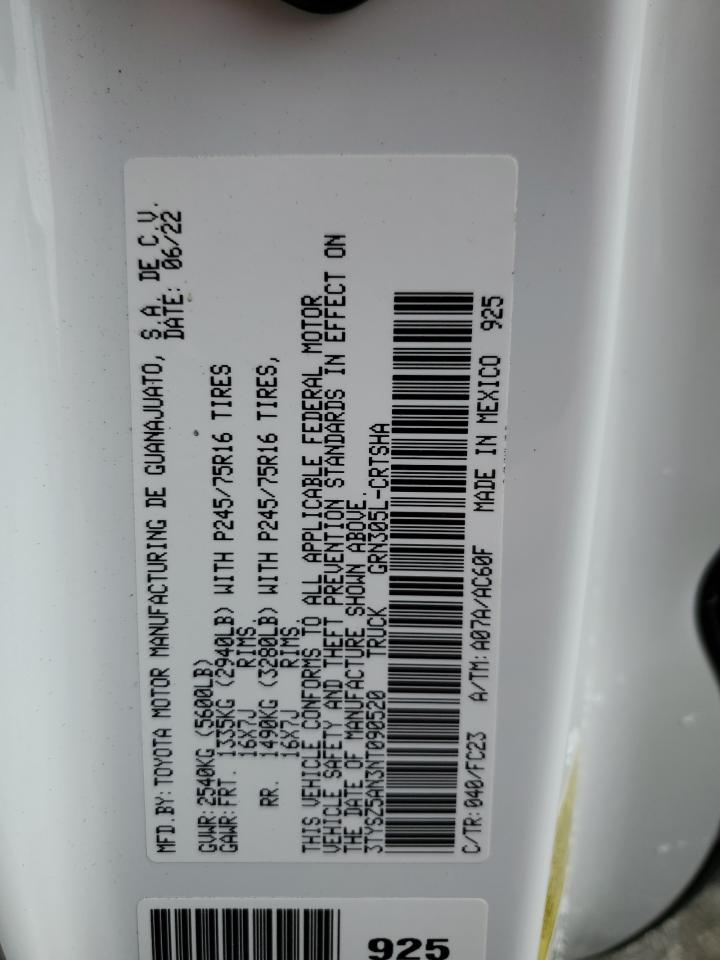 MFD.BY:TOYOTA MOTOR MANUFACTURING DE GUANAJUATO, S.A. DE C.V.
DATE: 06/22
GVWR:2540KG (5600LB)
GAWR:FRT. 1335KG (2940LB) WITH P245/75R16 TIRES
16X7J RIMS.
RR. 1490KG (3280LB) WITH P245/75R16 TIRES,
16X7J RIMS.
THIS VEHICLE CONFORMS TO ALL APPLICABLE FEDERAL MOTOR
VEHICLE SAFETY AND THEFT PREVENTION STANDARDS IN EFFECT ON
THE DATE OF MANUFACTURE SHOWN ABOVE.
3TYSZ5AN3NT090520 TRUCK GRN305L-CRTSHA
C/TR:040/FC23 A/TM:A07A/AC60F MADE IN MEXICO 925
925